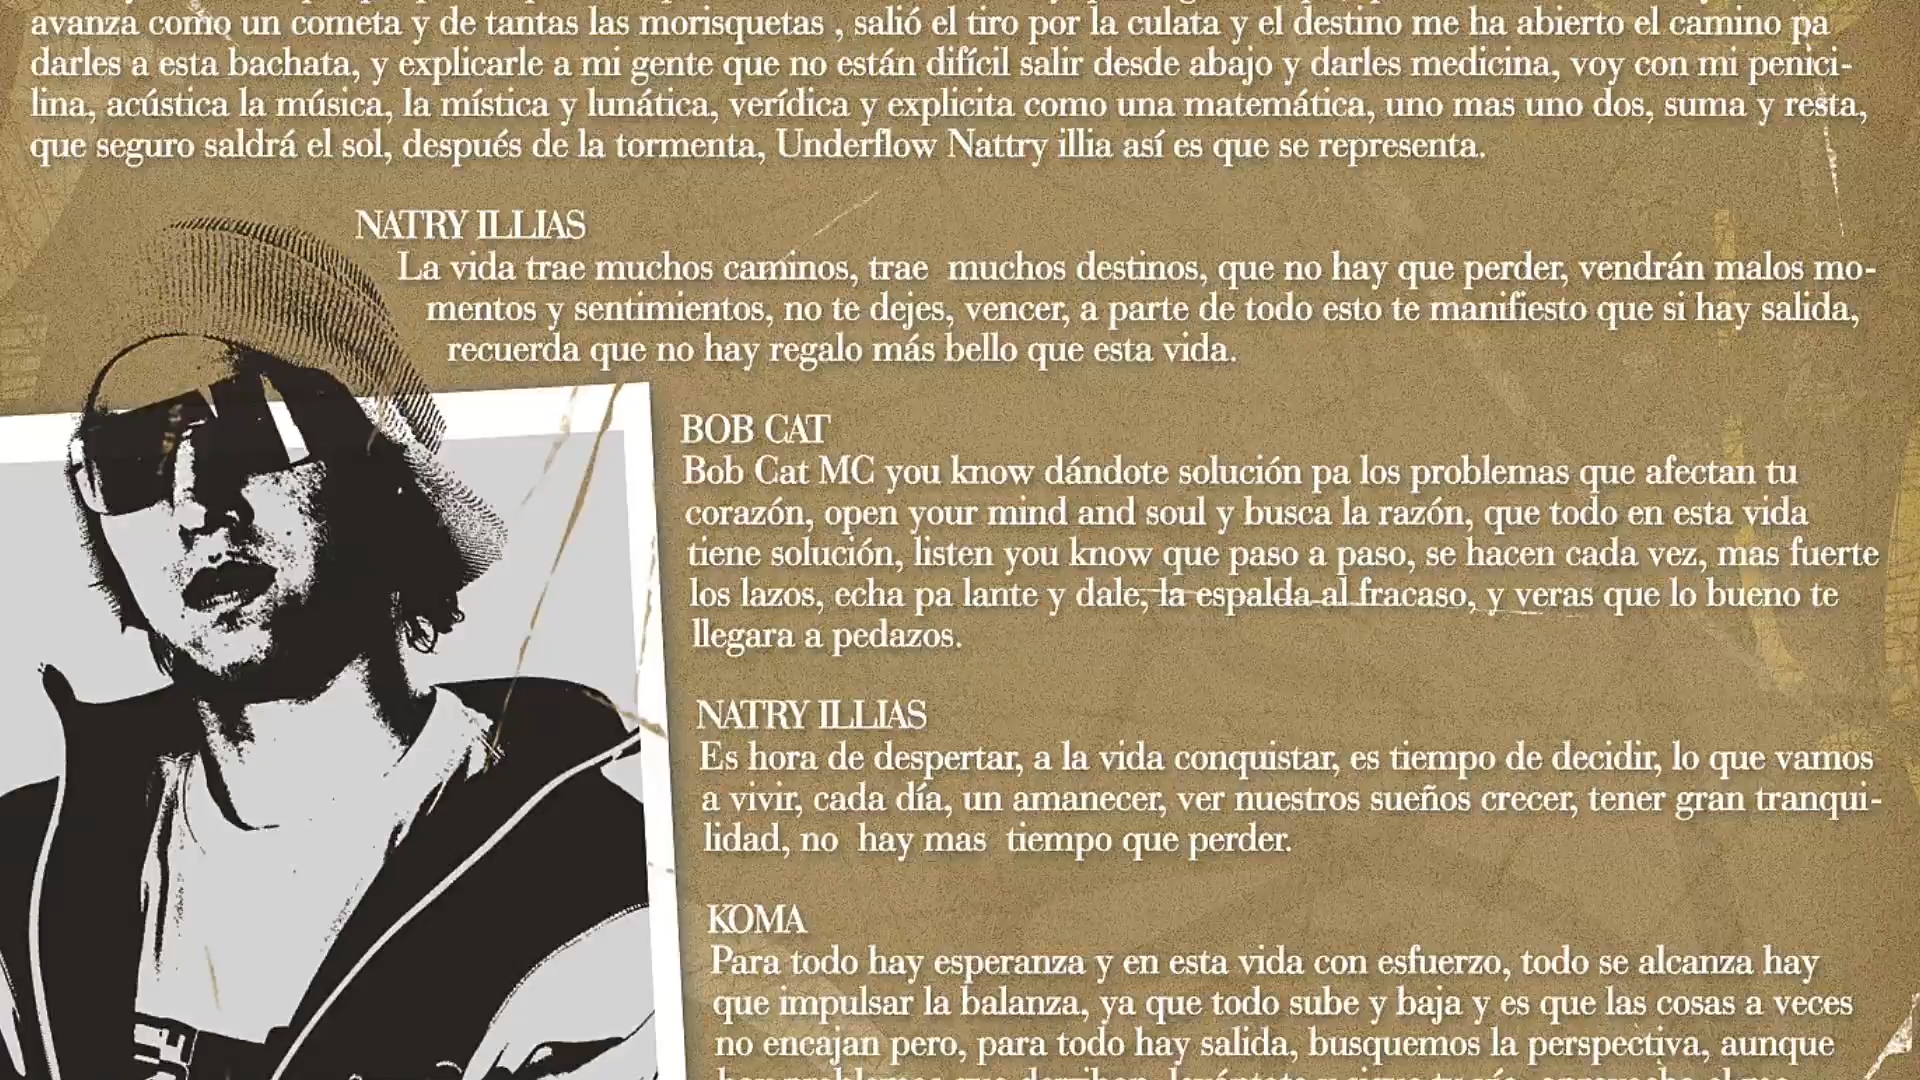 avanza como un cometa y de tantas las morisquetas , salió el tiro por la culata y el destino me ha abierto el camino pa
darles a esta bachata, y explicarle a mi gente que no están difícil salir desde abajo y darles medicina, voy con mi penici-
lina, acústica la música, la mística y lunática, verídica y explicita como una matemática, uno mas uno dos, suma y resta,
que seguro saldrá el sol, después de la tormenta, Underflow Nattry illia así es que se representa.
NATRY ILLIAS
La vida trae muchos caminos, trae muchos destinos, que no hay que perder, vendrán malos mo-
mentos y sentimientos, no te dejes, vencer, a parte de todo esto te manifiesto que si hay salida,
recuerda que no hay regalo más bello que esta vida.
BOB CAT
Bob Cat MC you know dándote solución pa los problemas que afectan tu
corazón, open your mind and soul y busca la razón, que todo en esta vida
tiene solución, listen you know que paso a paso, se hacen cada vez, mas fuerte
los lazos, echa pa lante y dale, la espalda al fracaso, y veras que lo bueno te
llegara a pedazos.
NATRY ILLIAS
Es hora de despertar, a la vida conquistar, es tiempo de decidir, lo que vamos
a vivir, cada día, un amanecer, ver nuestros sueños crecer, tener gran tranqui-
lidad, no hay mas tiempo que perder.
KOMA
Para todo hay esperanza y en esta vida con esfuerzo, todo se alcanza hay
que impulsar la balanza, ya que todo sube y baja y es que las cosas a veces
no encajan pero, para todo hay salida, busquemos la perspectiva, aunque